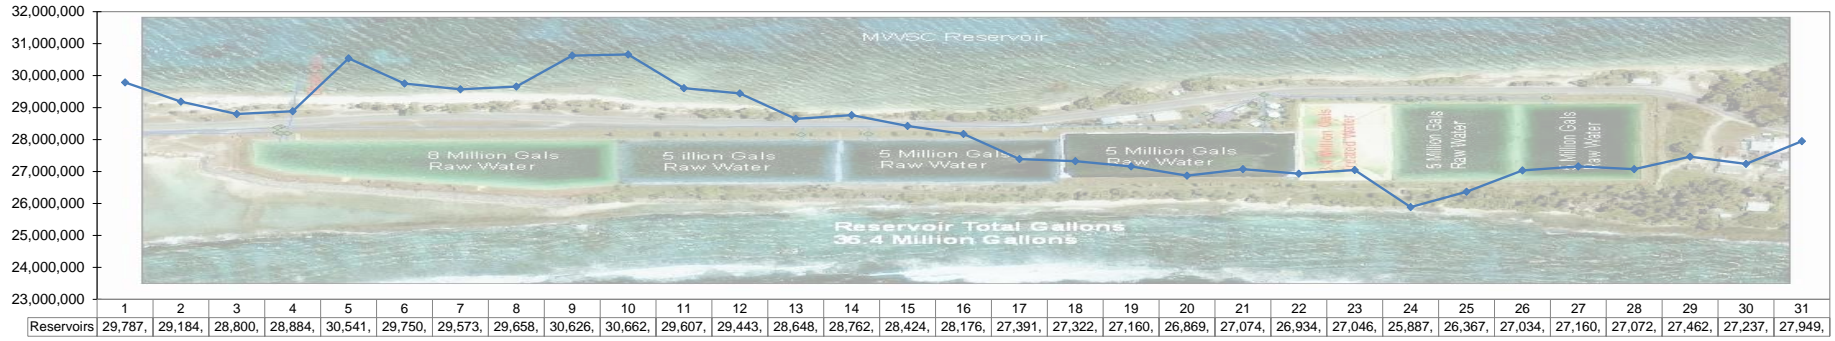 32,000,000
31,000,000
30,000,000
29,000,000
28,000,000
27,000,000
26,000,000
25,000,000
24,000,000
23,000,000
MWSC Reservoir
8 Million Gals
Raw Water
5 illion Gals
Raw Water
5 Million Gals
Raw Water
5 Million Gals
Raw Water
Million Gals
Water
5 Million Gals
Raw Water
Million Gals
Raw Water
Reservoir Total Gallons
36.4 Million Gallons
1 2 3 4 5 6 7 8 9 10 11 12 13 14 15 16 17 18 19 20 21 22 23 24 25 26 27 28 29 30 31
Reservoirs 29,787, 29,184, 28,800, 28,884, 30,541, 29,750, 29,573, 29,658, 30,626, 30,662, 29,607, 29,443, 28,648, 28,762, 28,424, 28,176, 27,391, 27,322, 27,160, 26,869, 27,074, 26,934, 27,046, 25,887, 26,367, 27,034, 27,160, 27,072, 27,462, 27,237, 27,949,